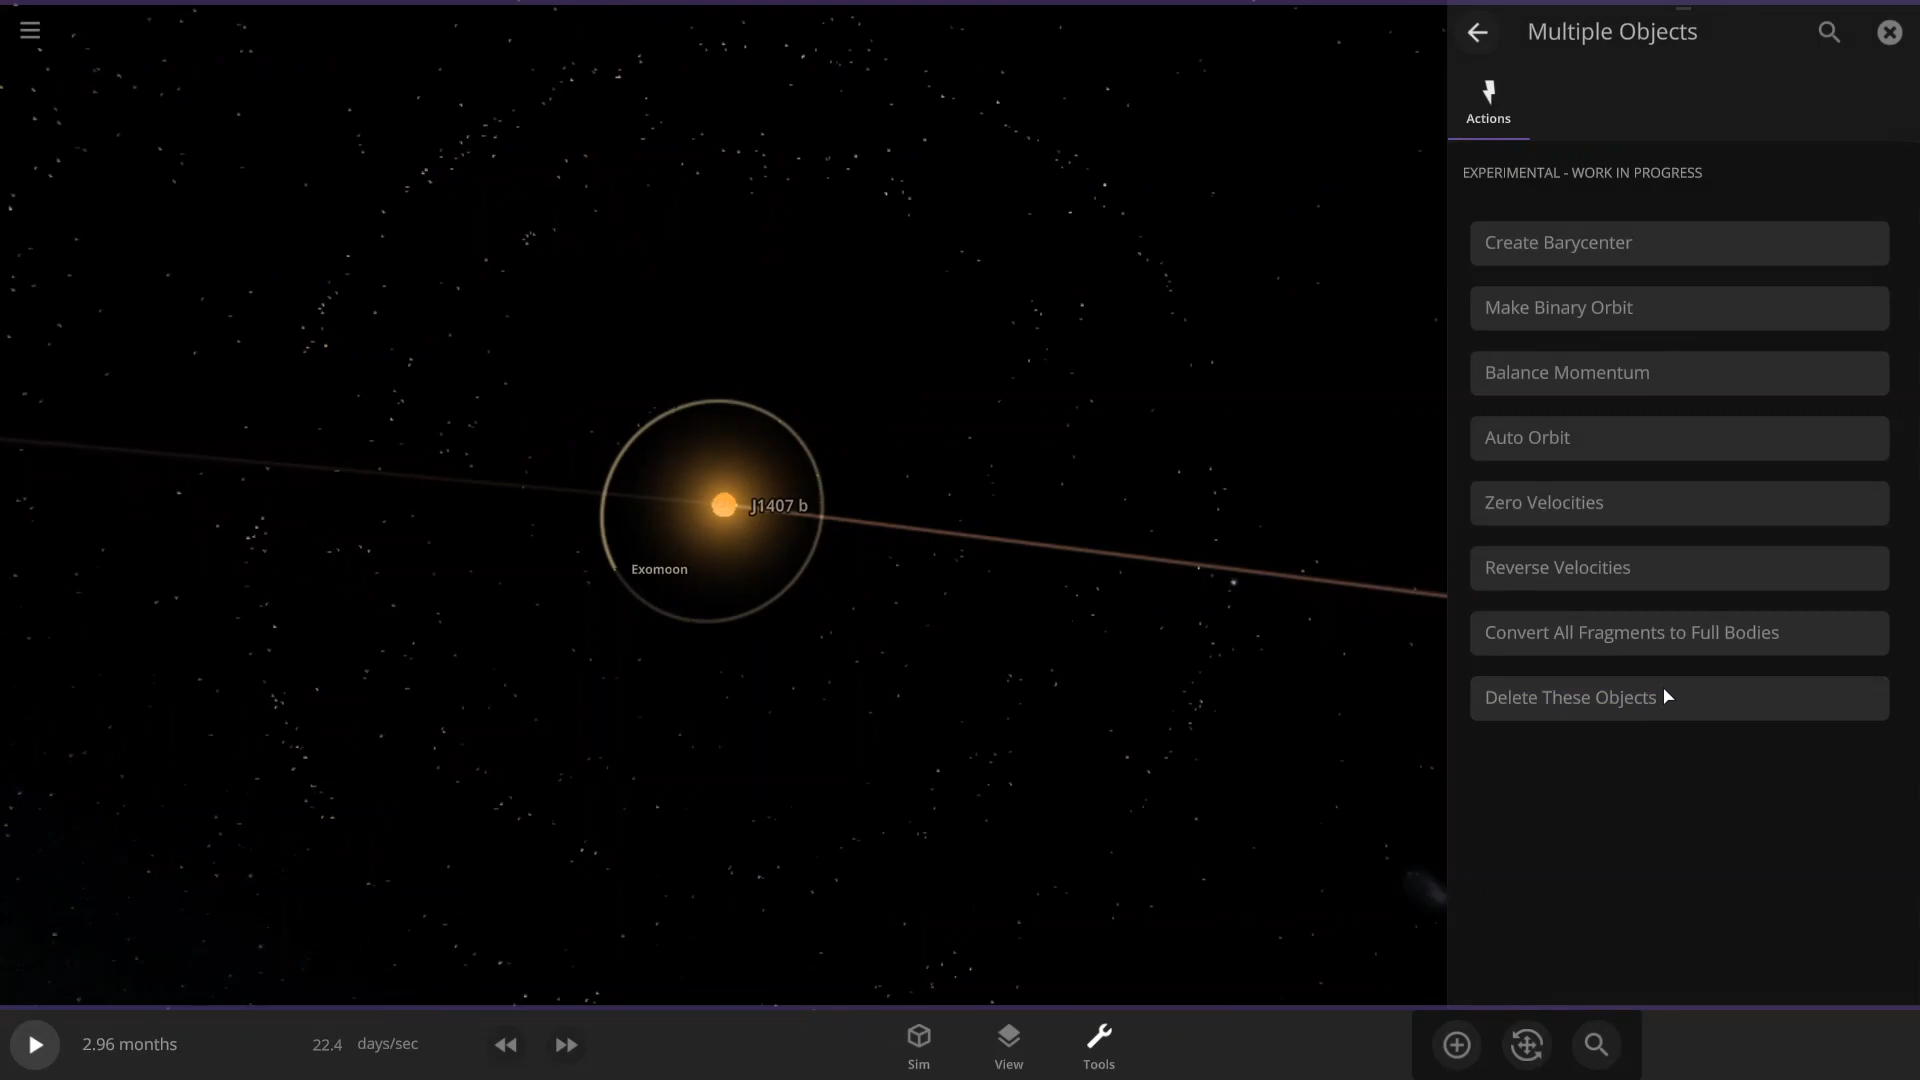 Multiple Objects
Actions
EXPERIMENTAL - WORK IN PROGRESS
Create Barycenter
Make Binary Orbit
Balance Momentum
Auto Orbit
Zero Velocities
Reverse Velocities
Convert All Fragments to Full Bodies
Delete These Objects
J1407 b
Exomoon
2.96 months
22.4 days/sec
Sim
View
Tools